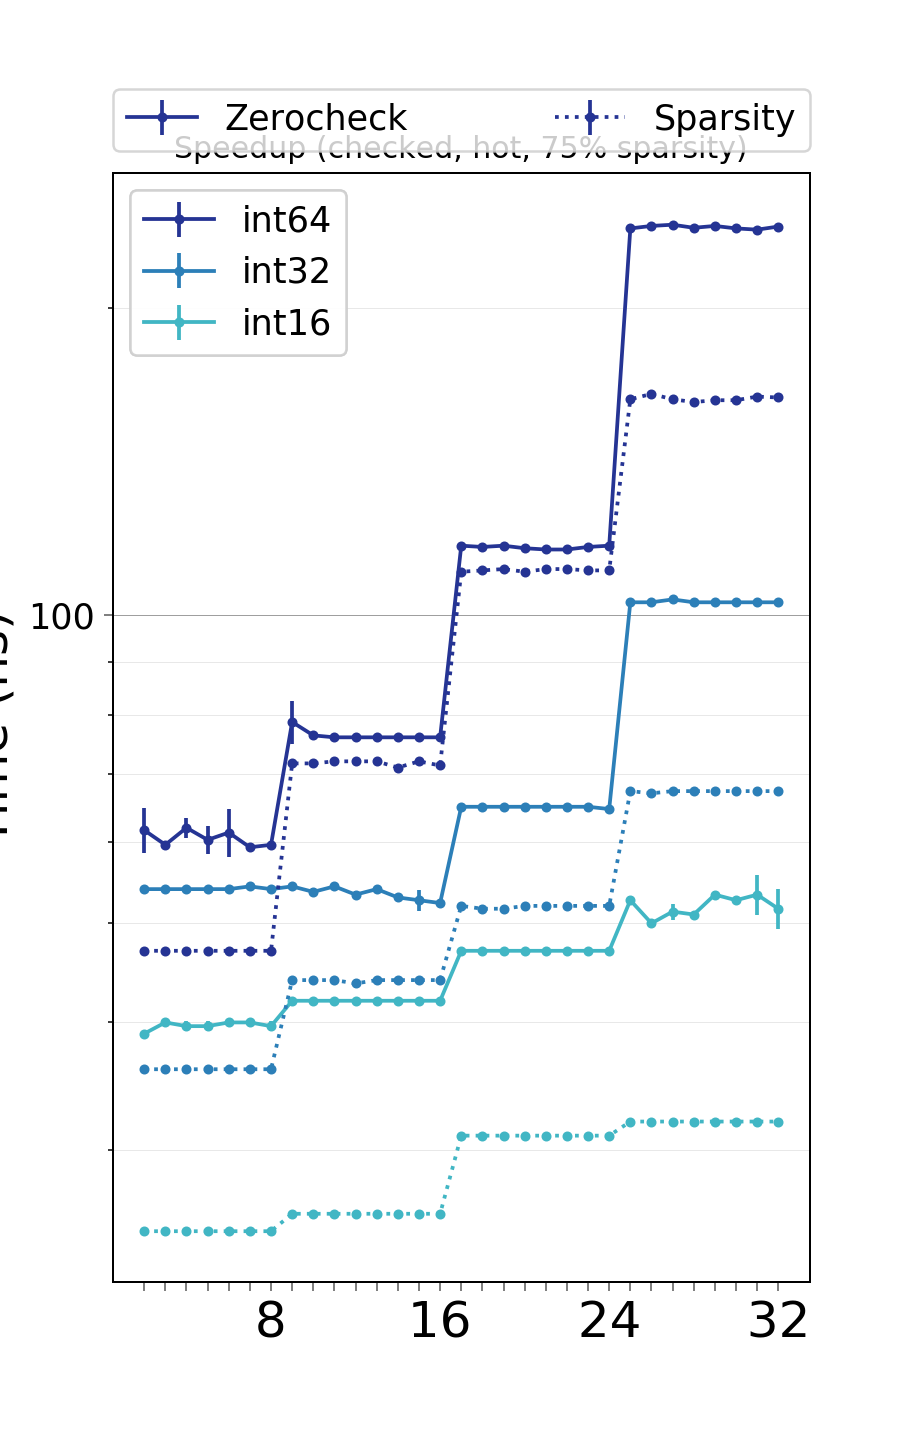 Zerocheck Sparsity
Speedup (checked, hot, 75% sparsity)
int64
int32
int16
100
8 16 24 32